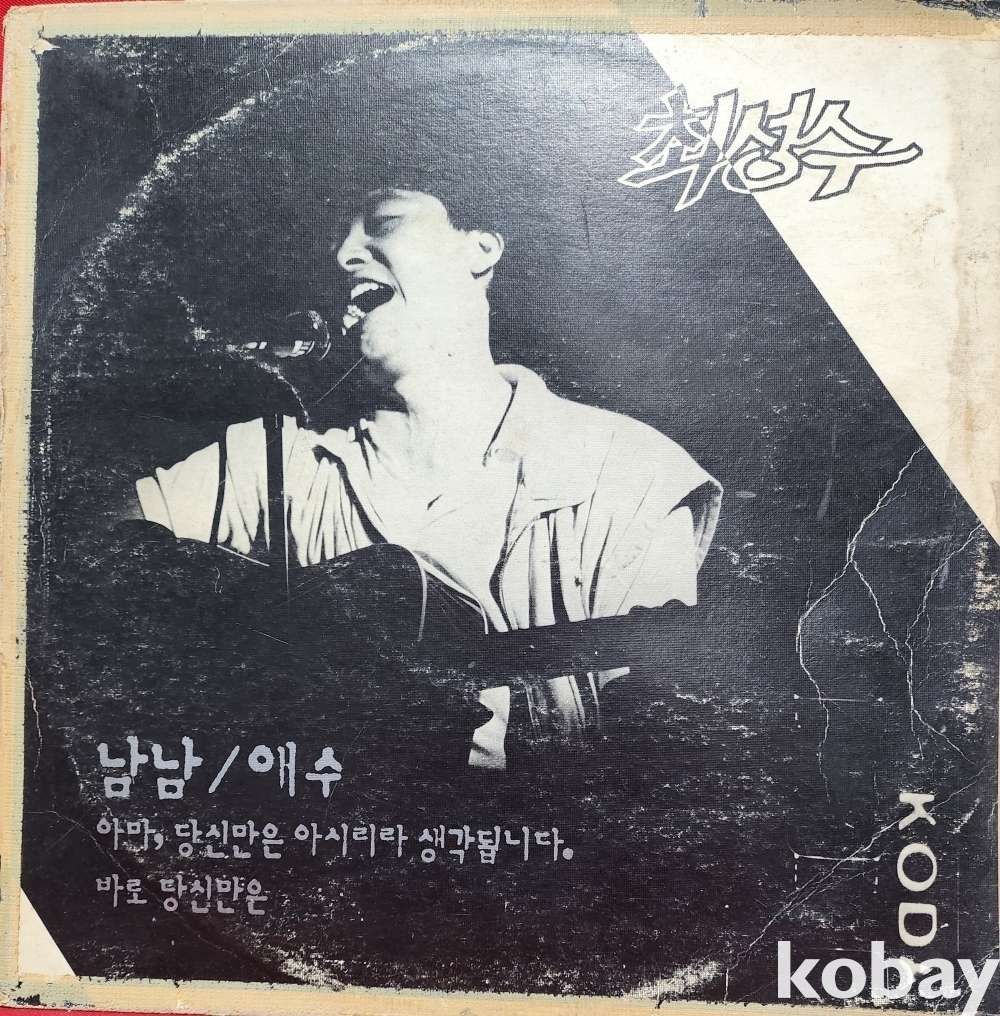 최성수
남남/애수
아마, 당신만은 아시리라 생각됩니다.
바로 당신만은
kobay